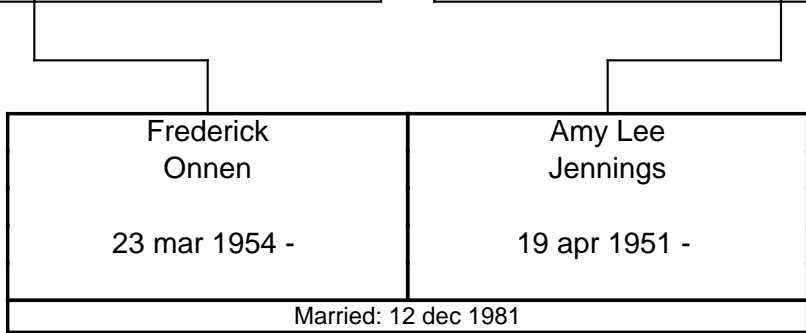 Frederick
Onnen
23 mar 1954 -
Amy Lee
Jennings
19 apr 1951 -
Married: 12 dec 1981